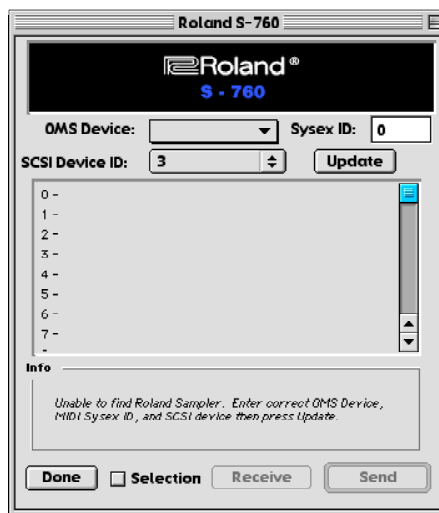 Roland S-760
Roland®
S - 760
OMS Device: Sysex ID: 0
SCSI Device ID: 3 Update
0 -
1 -
2 -
3 -
4 -
5 -
6 -
7 -
Info
Unable to find Roland Sampler. Enter correct OMS Device,
MIDI Sysex ID, and SCSI device then press Update.
Done Selection Receive Send